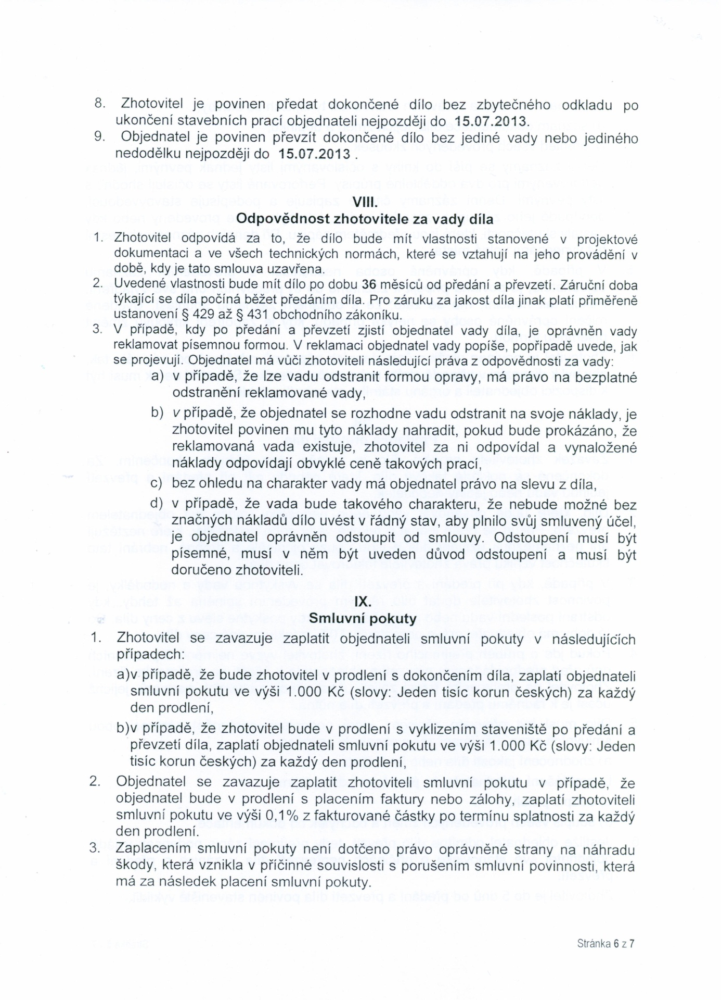 8. Zhotovitel je povinen předat dokončené dílo bez zbytečného odkladu po
ukončení stavebních prací objednateli nejpozději do 15.07.2013.
9. Objednatel je povinen převzít dokončené dílo bez jediné vady nebo jediného
nedodělku nejpozději do 15.07.2013 .
VIII.
Odpovědnost zhotovitele za vady díla
1. Zhotovitel odpovídá za to, že dílo bude mít vlastnosti stanovené v projektové
dokumentaci a ve všech technických normách, které se vztahují na jeho provádění v
době, kdy je tato smlouva uzavřena.
2. Uvedené vlastnosti bude mít dílo po dobu 36 měsíců od předání a převzetí. Záruční doba
týkající se díla počíná běžet předáním díla. Pro záruku za jakost díla jinak platí přiměřeně
ustanovení § 429 až § 431 obchodního zákoníku.
3. V případě, kdy po předání a převzetí zjistí objednatel vady díla, je oprávněn vady
reklamovat písemnou formou. V reklamaci objednatel vady popíše, popřípadě uvede, jak
se projevují. Objednatel má vůči zhotoviteli následující práva z odpovědnosti za vady:
a) v případě, že lze vadu odstranit formou opravy, má právo na bezplatné
odstranění reklamované vady,
b) v případě, že objednatel se rozhodne vadu odstranit na svoje náklady, je
zhotovitel povinen mu tyto náklady nahradit, pokud bude prokázáno, že
reklamovaná vada existuje, zhotovitel za ni odpovídal a vynaložené
náklady odpovídají obvyklé ceně takových prací,
c) bez ohledu na charakter vady má objednatel právo na slevu z díla,
d) v případě, že vada bude takového charakteru, že nebude možné bez
značných nákladů dílo uvést v řádný stav, aby plnilo svůj smluvený účel,
je objednatel oprávněn odstoupit od smlouvy. Odstoupení musí být
písemné, musí v něm být uveden důvod odstoupení a musí být
doručeno zhotoviteli.
IX.
Smluvní pokuty
1. Zhotovitel se zavazuje zaplatit objednateli smluvní pokuty v následujících
případech:
a)v případě, že bude zhotovitel v prodlení s dokončením díla, zaplatí objednateli
smluvní pokutu ve výši 1.000 Kč (slovy: Jeden tisíc korun českých) za každý
den prodlení,
b)v případě, že zhotovitel bude v prodlení s vyklizením staveniště po předání a
převzetí díla, zaplatí objednateli smluvní pokutu ve výši 1.000 Kč (slovy: Jeden
tisíc korun českých) za každý den prodlení,
2. Objednatel se zavazuje zaplatit zhotoviteli smluvní pokutu v případě, že
objednatel bude v prodlení s placením faktury nebo zálohy, zaplatí zhotoviteli
smluvní pokutu ve výši 0,1% z fakturované částky po termínu splatnosti za každý
den prodlení.
3. Zaplacením smluvní pokuty není dotčeno právo oprávněné strany na náhradu
škody, která vznikla v příčinné souvislosti s porušením smluvní povinnosti, která
má za následek placení smluvní pokuty.
Stránka 6 z 7